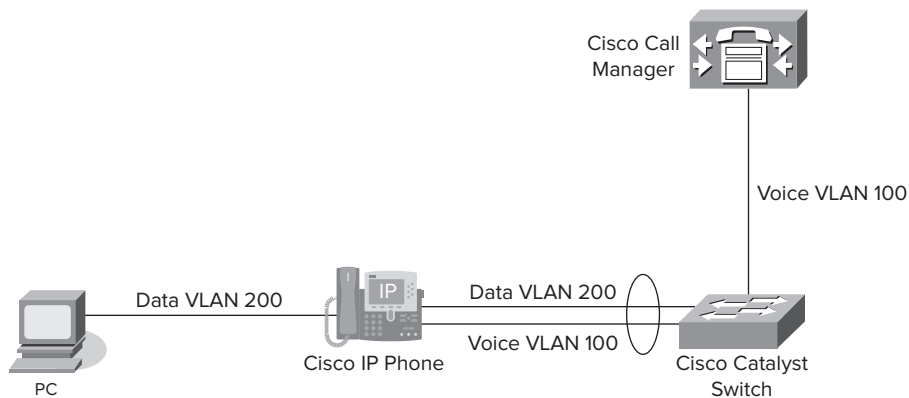 Cisco Call
Manager
Voice VLAN 100
Data VLAN 200
IP
Data VLAN 200
Voice VLAN 100
Cisco IP Phone
Cisco Catalyst
Switch
PC